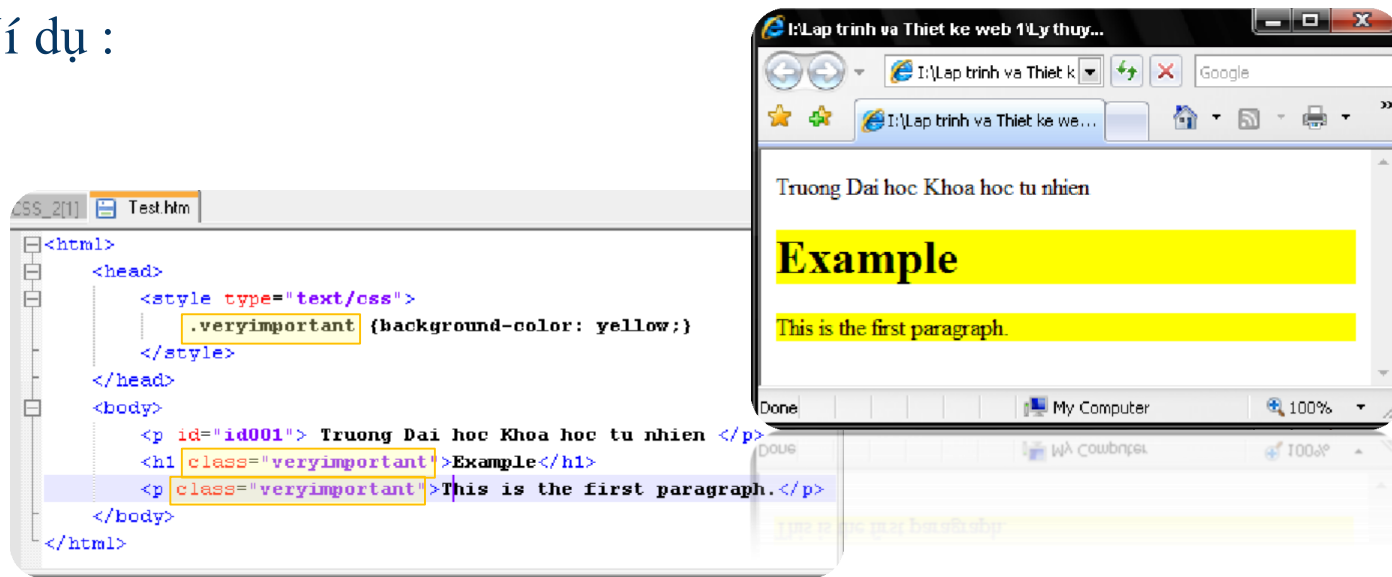 í dụ :
I:\Lap trinh va Thiet ke web 1\Ly thuy...
I:\Lap trinh va Thiet k
Google
I:\Lap trinh va Thiet ke we...
Truong Dai hoc Khoa hoc tu nhien
Example
This is the first paragraph.
Done
My Computer
100%
CSS_2[1]
Test.htm
<html>
<head>
<style type="text/css">
.veryimportant {background-color: yellow;}
</style>
</head>
<body>
<p id="id001"> Truong Dai hoc Khoa hoc tu nhien </p>
<h1 class="veryimportant">Example</h1>
<p class="veryimportant">This is the first paragraph.</p>
</body>
</html>